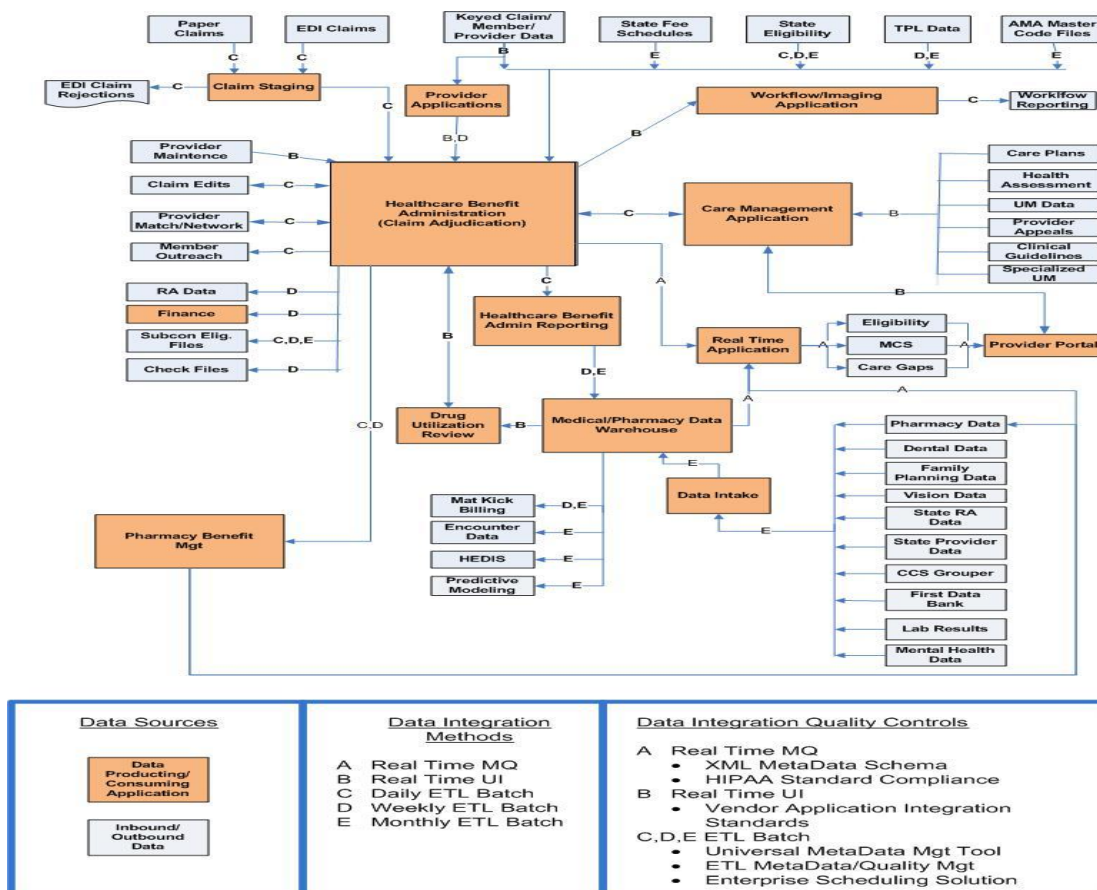 Paper
Claims
EDI Claims
Keyed Claim/
Member/
Provider Data
State Fee
Schedules
State
Eligibility
TPL Data
AMA Master
Code Files
C
C
B
E
C,D,E
D,E
E
EDI Claim
Rejections
C
Claim Staging
C
Provider
Applications
B,D
Workflow/Imaging
Application
C
Worklfow
Reporting
B
Provider
Maintence
B
Claim Edits
C
Provider
Match/Network
C
Member
Outreach
C
RA Data
D
Finance
D
Subcon Elig.
Files
C,D,E
Check Files
D
Healthcare Benefit
Administration
(Claim Adjudication)
C
Care Management
Application
B
Care Plans
Health
Assessment
UM Data
Provider
Appeals
Clinical
Guidelines
Specialized
UM
C
A
B
Healthcare Benefit
Admin Reporting
B
Real Time
Application
A
Eligibility
MCS
Care Gaps
A
Provider Portal
D,E
A
A
C,D
Drug
Utilization
Review
B
Medical/Pharmacy Data
Warehouse
E
Data Intake
E
Pharmacy Data
Dental Data
Family
Planning Data
Vision Data
State RA
Data
State Provider
Data
CCS Grouper
First Data
Bank
Lab Results
Mental Health
Data
Mat Kick
Billing
D,E
Encounter
Data
E
HEDIS
E
Predictive
Modeling
E
Pharmacy Benefit
Mgt
Data Sources
Data
Producting/
Consuming
Application
Inbound/
Outbound
Data
Data Integration
Methods
A Real Time MQ
B Real Time UI
C Daily ETL Batch
D Weekly ETL Batch
E Monthly ETL Batch
Data Integration Quality Controls
A Real Time MQ
• XML MetaData Schema
• HIPAA Standard Compliance
B Real Time UI
• Vendor Application Integration
Standards
C,D,E ETL Batch
• Universal MetaData Mgt Tool
• ETL MetaData/Quality Mgt
• Enterprise Scheduling Solution